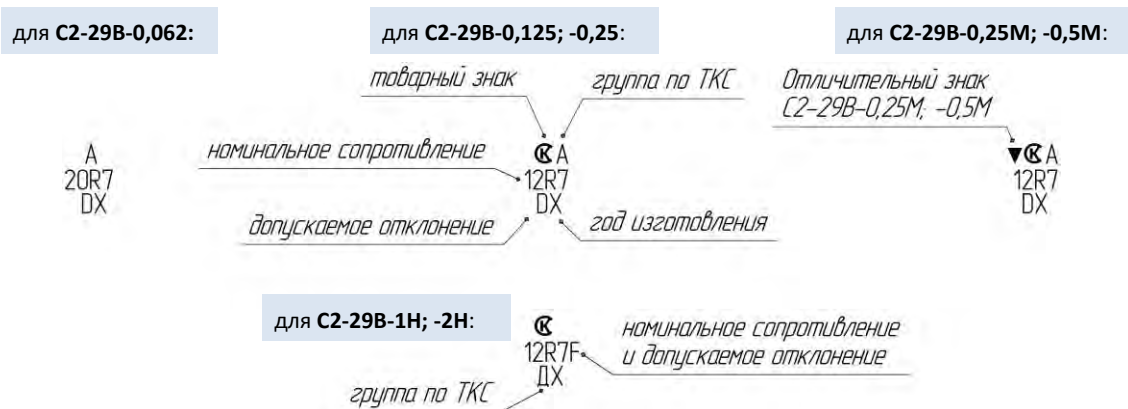 для С2-29В-0,062:
для С2-29В-0,125; -0,25:
для С2-29В-0,25М; -0,5М:
товарный знак
группа по ТКС
Отличительный знак
С2-29В-0,25М; -0,5М
номинальное сопротивление
А
20R7
DX
А
12R7
DX
▼ А
12R7
DX
допускаемое отклонение
год изготовления
для С2-29В-1Н; -2Н:
12R7F
ДХ
номинальное сопротивление
и допускаемое отклонение
группа по ТКС